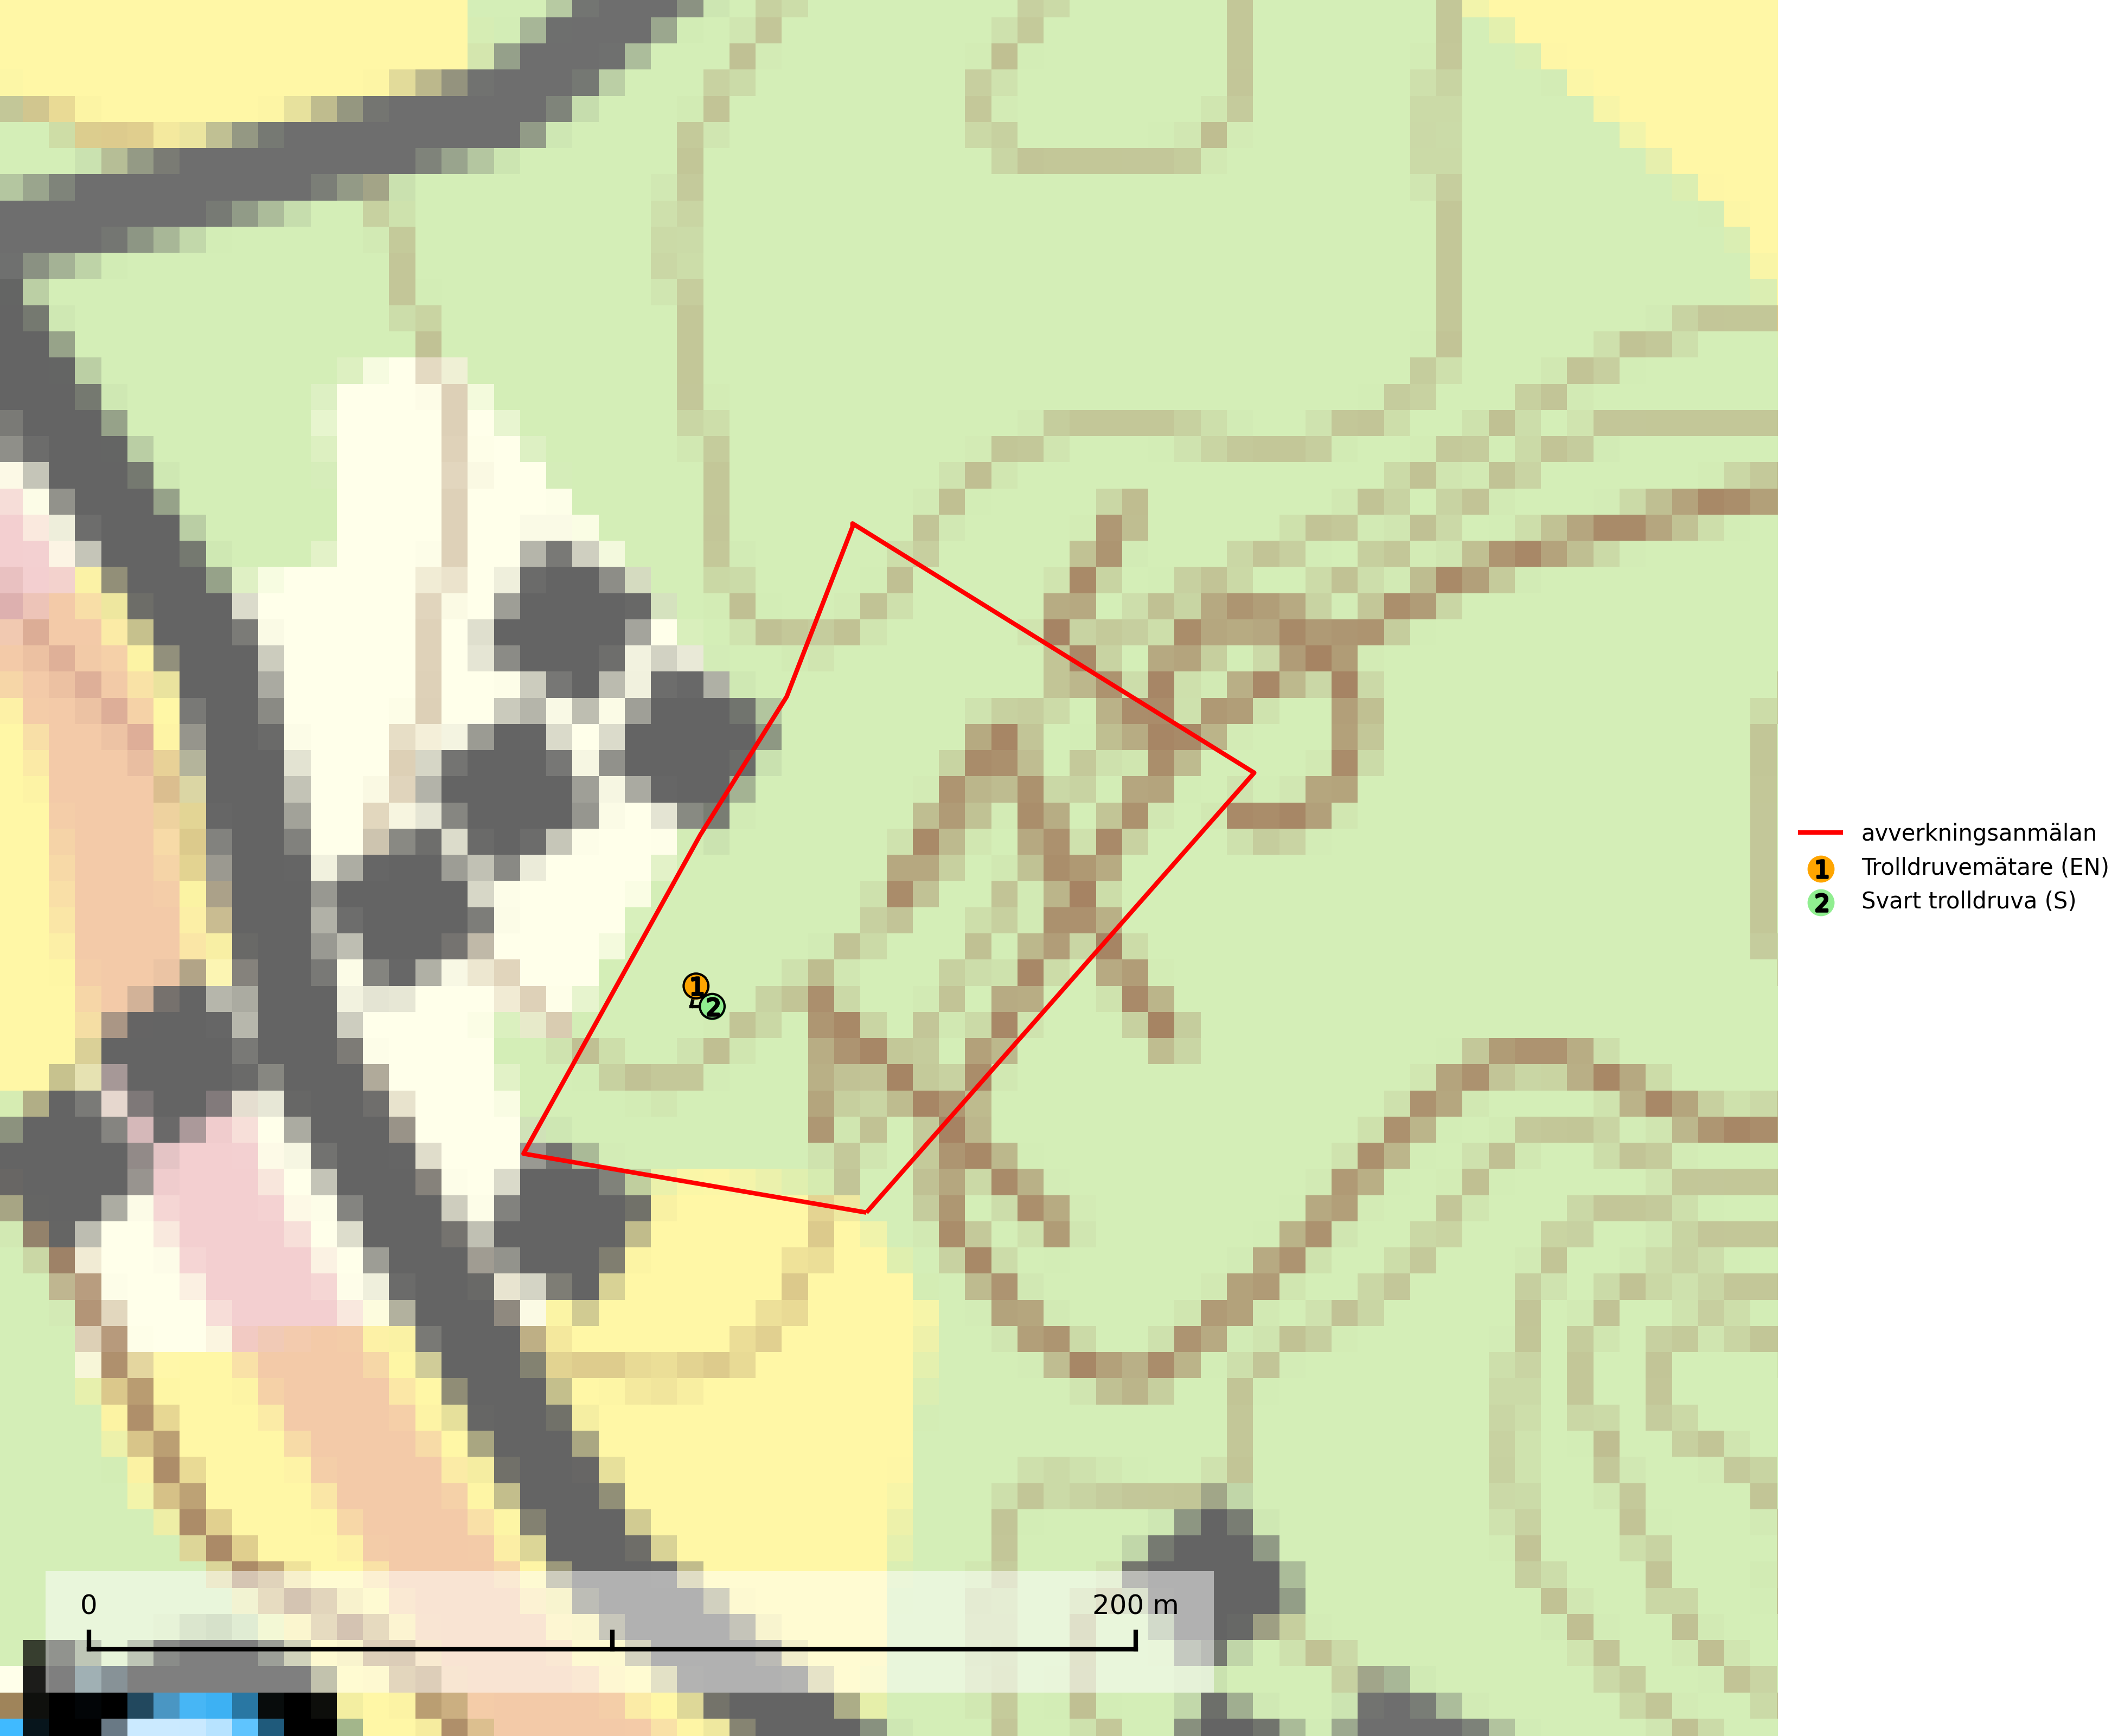 avverkningsanmälan
1 Trolldruvemätare (EN)
2 Svart trolldruva (S)
1
2
0
200 m